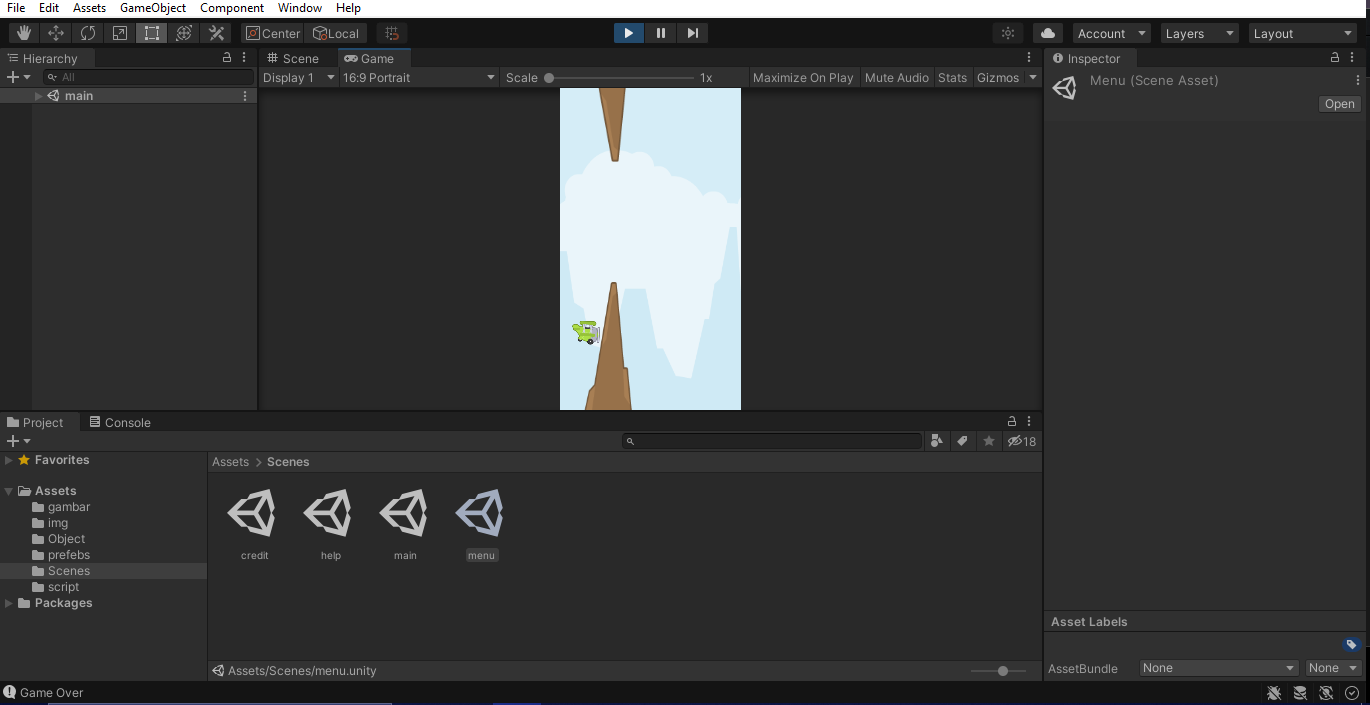 File Edit Assets GameObject Component Window Help
Center Local Account Layers Layout
Hierarchy
All
main
Scene Game
Display 1 16:9 Portrait Scale 1x Maximize On Play Mute Audio Stats Gizmos
Inspector
Menu (Scene Asset)
Open
Project Console
18
Favorites
Assets
gambar
img
Object
prefebs
Scenes
script
Packages
Assets > Scenes
credit help main menu
Assets/Scenes/menu.unity
Asset Labels
AssetBundle None None
Game Over